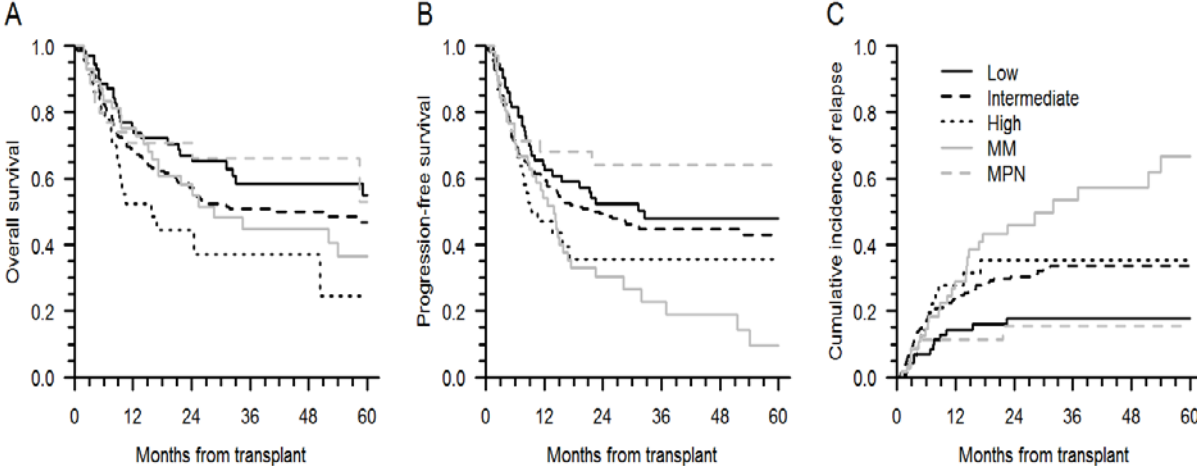 A
Overall survival
1.0
0.8
0.6
0.4
0.2
0.0
0 12 24 36 48 60
Months from transplant
B
Progression-free survival
1.0
0.8
0.6
0.4
0.2
0.0
0 12 24 36 48 60
Months from transplant
C
Cumulative incidence of relapse
1.0
0.8
0.6
0.4
0.2
0.0
0 12 24 36 48 60
Months from transplant
Low
Intermediate
High
MM
MPN